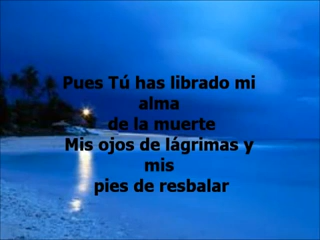 Pues Tú has librado mi
alma
de la muerte
Mis ojos de lágrimas y
mis
pies de resbalar